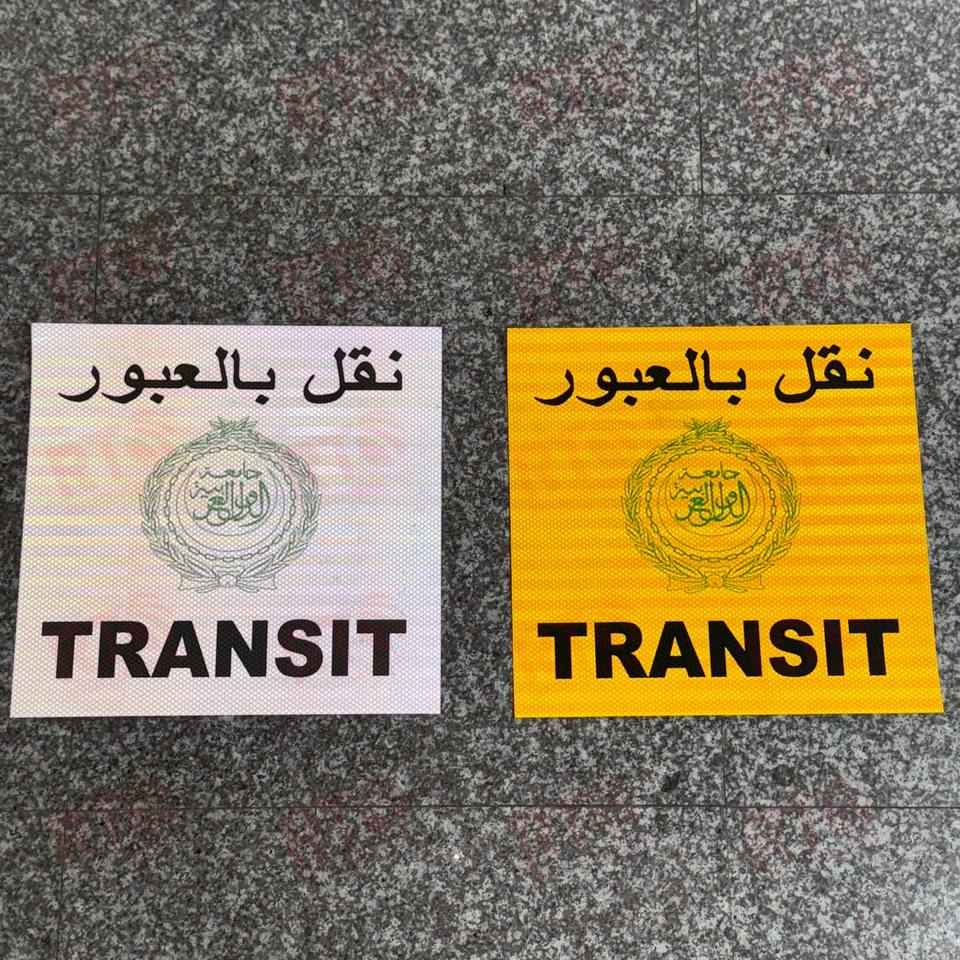 نقل بالعبور
جامعة
الدول العربية
TRANSIT
نقل بالعبور
جامعة
الدول العربية
TRANSIT